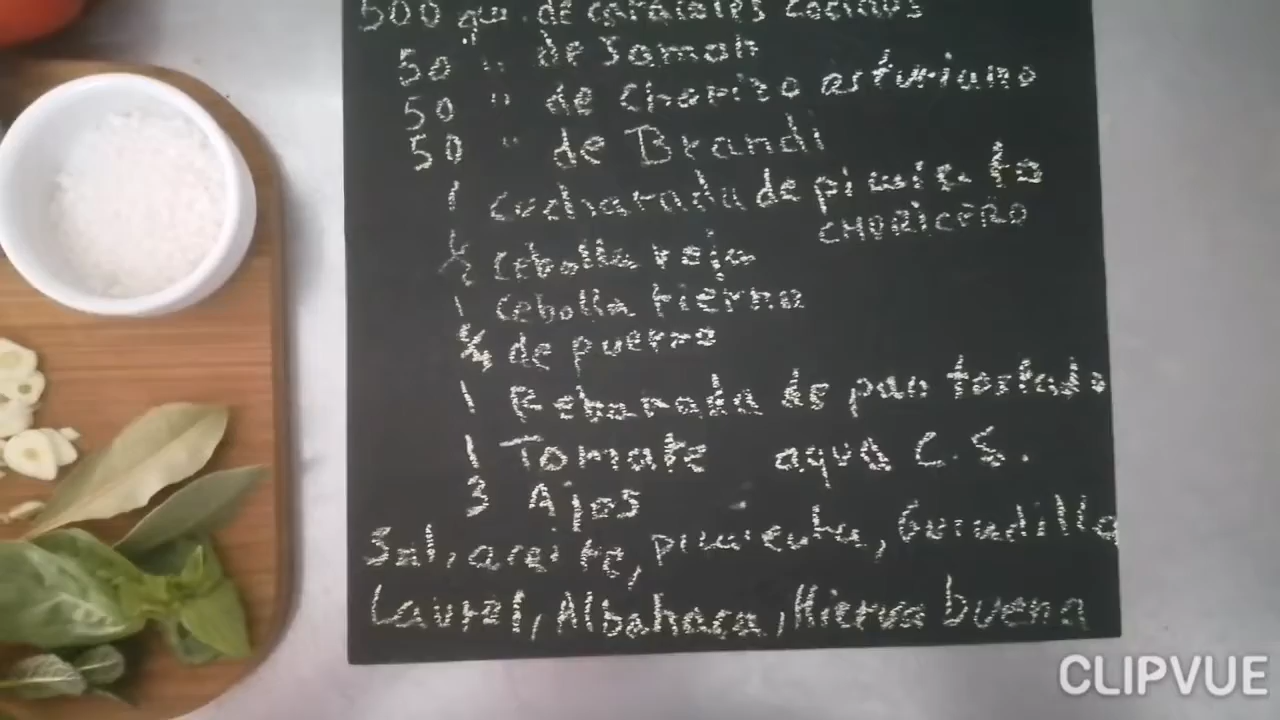 500 gr. de caracoles cocidos
50 " de Jamon
50 " de Chorizo asturiano
50 " de Brandi
1 cucharada de pimiento
CHORICERO
½ cebolla roja
1 cebolla tierna
¼ de puerro
1 Rebanada de pan tostado
1 Tomate agua C.S.
3 Ajos
Sal, aceite, pimienta, Guindilla
Laurel, Albahaca, Hierva buena
CLIPVUE